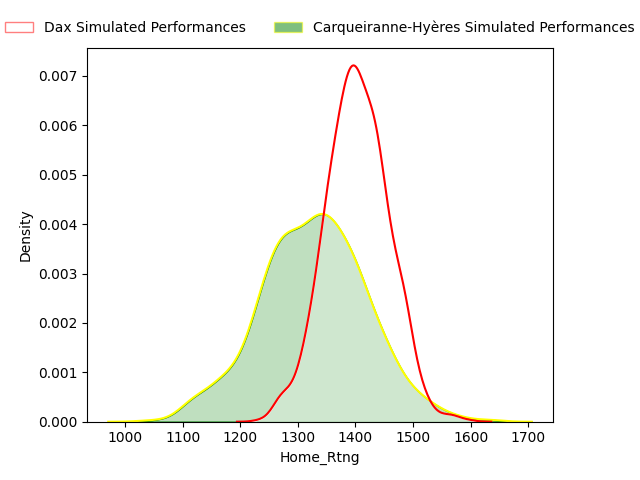 Dax Simulated Performances Carqueiranne-Hyères Simulated Performances
0.007
0.006
0.005
0.004
0.003
0.002
0.001
0.000
Density
1000 1100 1200 1300 1400 1500 1600 1700
Home_Rtng